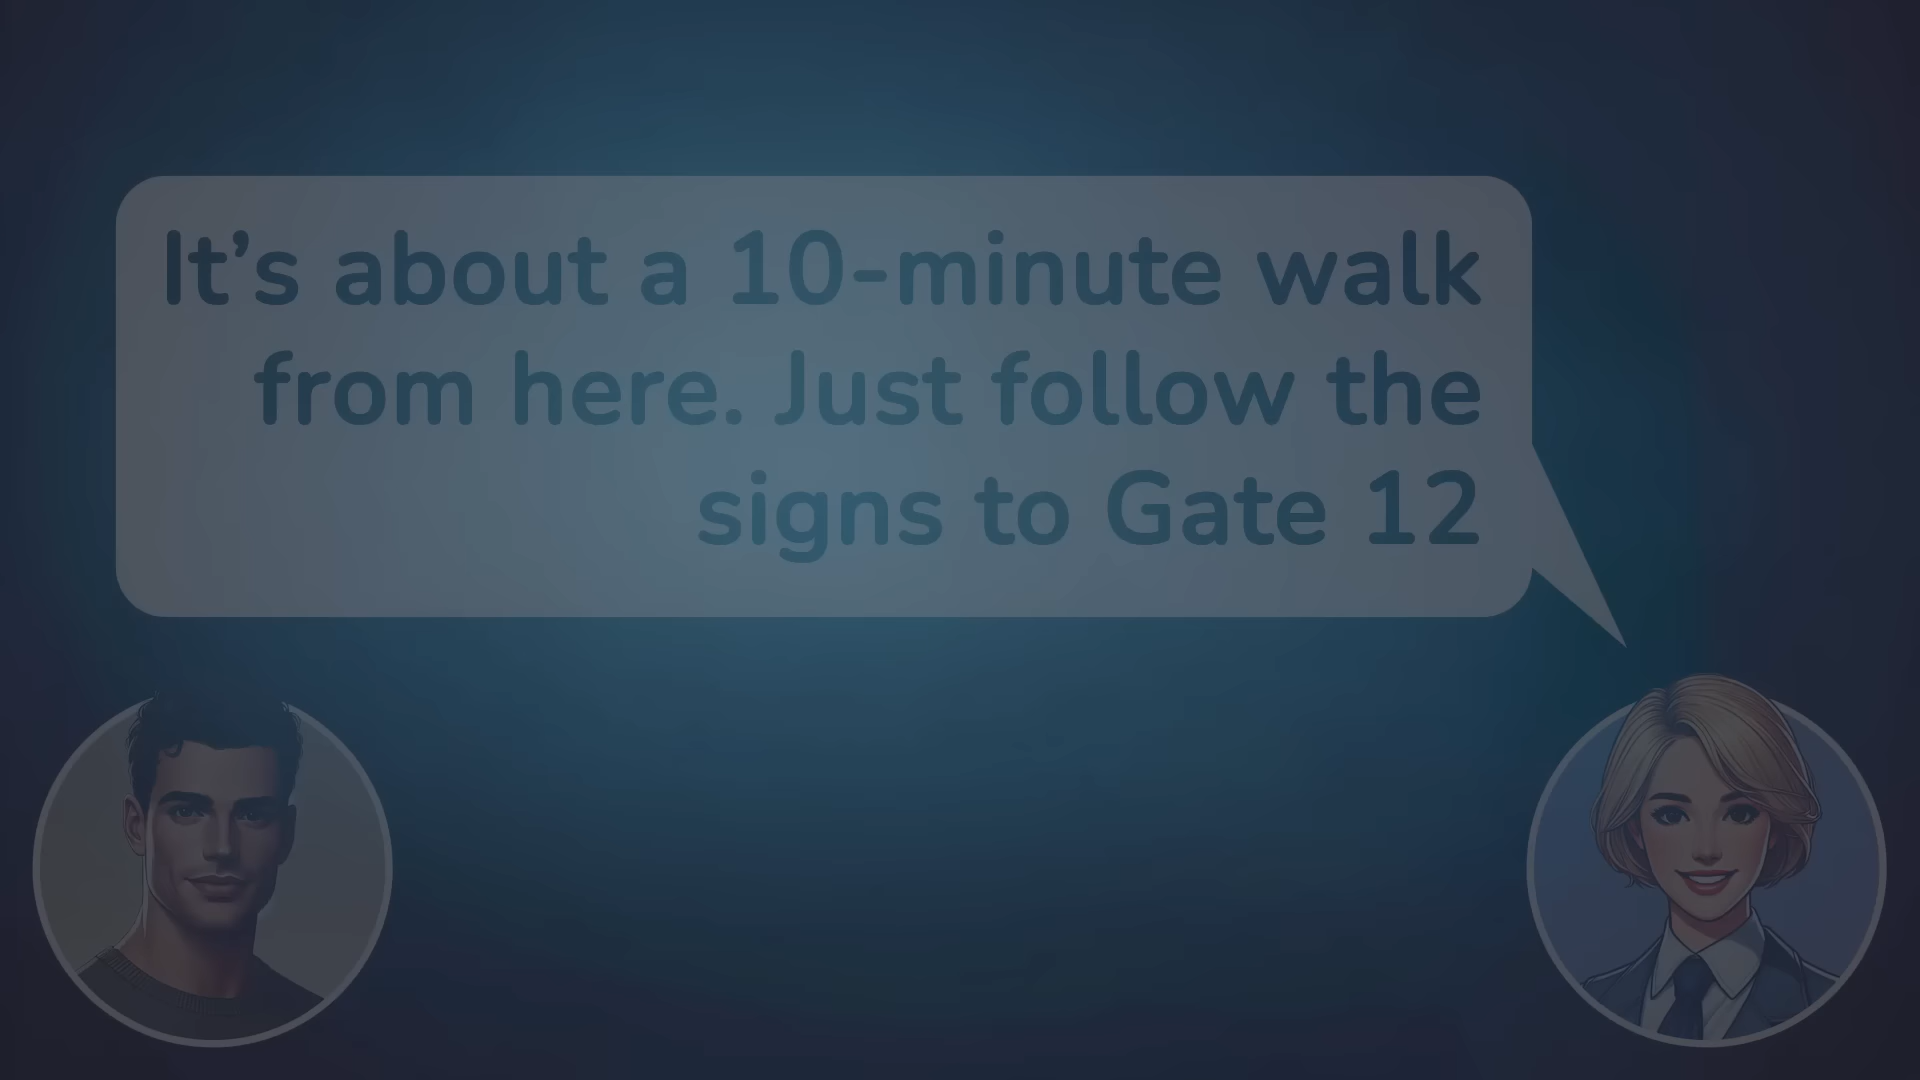 It’s about a 10-minute walk
from here. Just follow the
signs to Gate 12